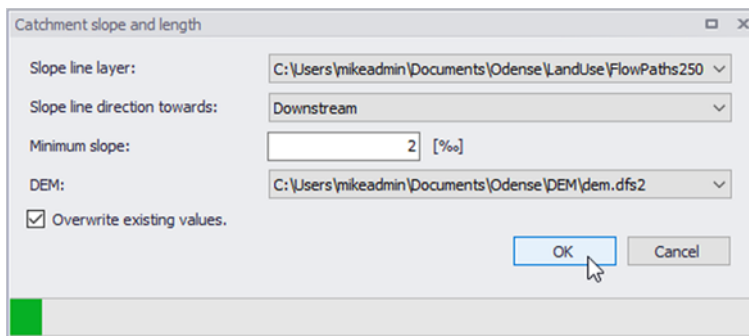 Catchment slope and length
Slope line layer: C:\Users\mikeadmin\Documents\Odense\LandUse\FlowPaths250
Slope line direction towards: Downstream
Minimum slope: 2 [‰]
DEM: C:\Users\mikeadmin\Documents\Odense\DEM\dem.dfs2
Overwrite existing values.
OK Cancel